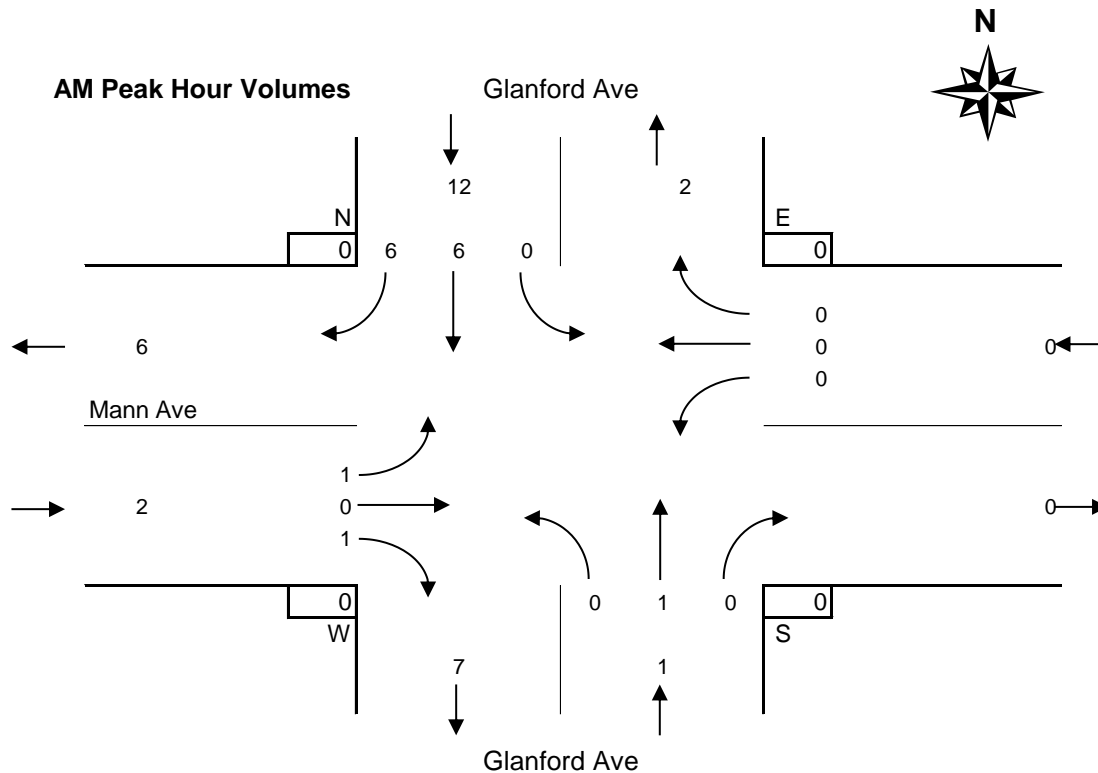 N
AM Peak Hour Volumes Glanford Ave
12 2
N E
0 6 6 0 0
0
6 0 0
0
Mann Ave
1
2 0 0
1
0 0 1 0 0
W S
7 1
Glanford Ave